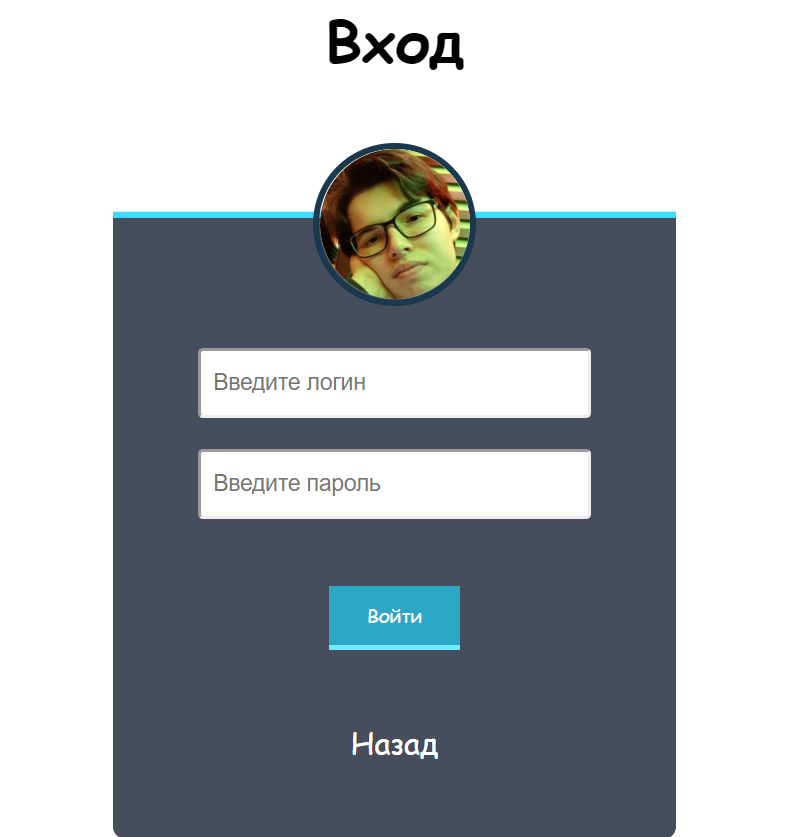 Вход
Введите логин
Введите пароль
Войти
Назад